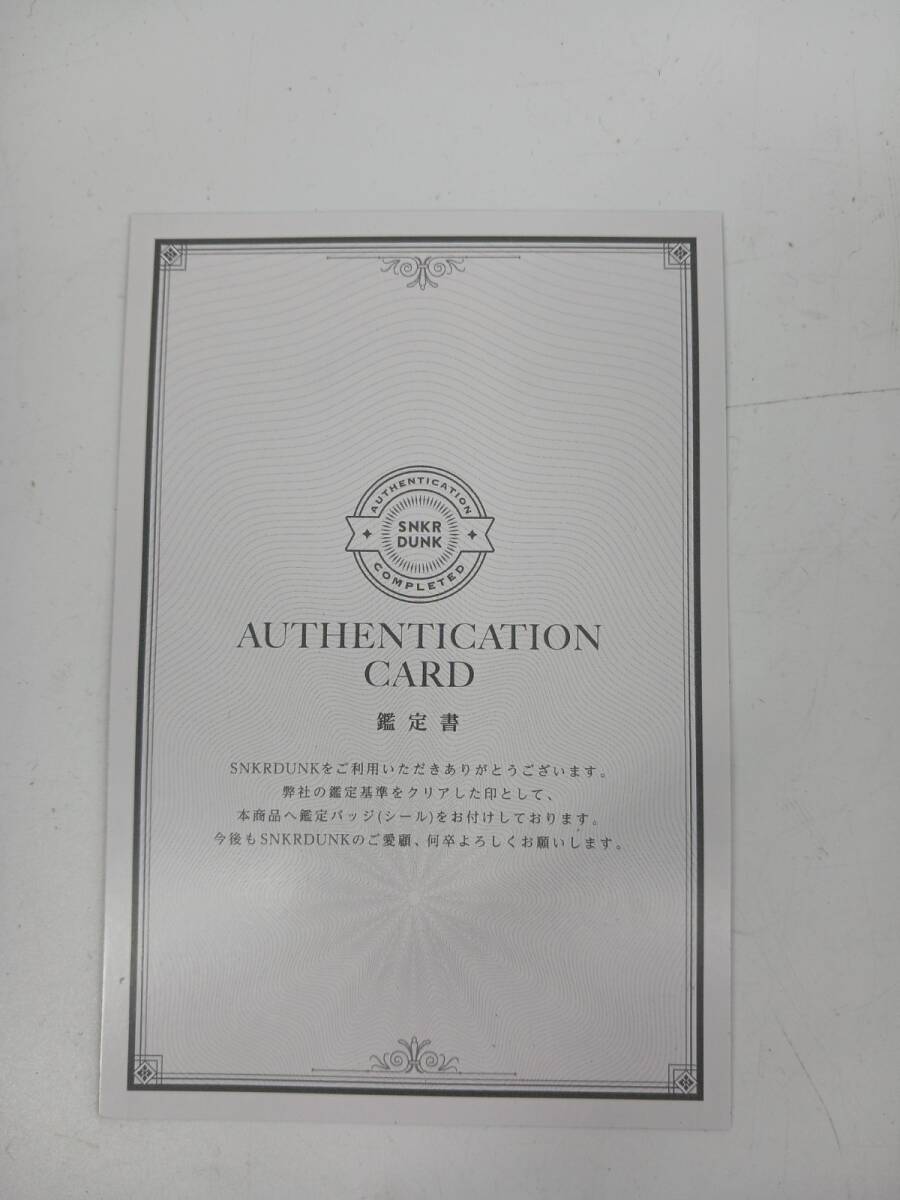 AUTHENTICATION
SNKR
DUNK
COMPLETED
AUTHENTICATION
CARD
鑑定書
SNKRDUNKをご利用いただきありがとうございます。
弊社の鑑定基準をクリアした印として、
本商品へ鑑定バッジ(シール)をお付けしております。
今後もSNKRDUNKのご愛顧、何卒よろしくお願いします。